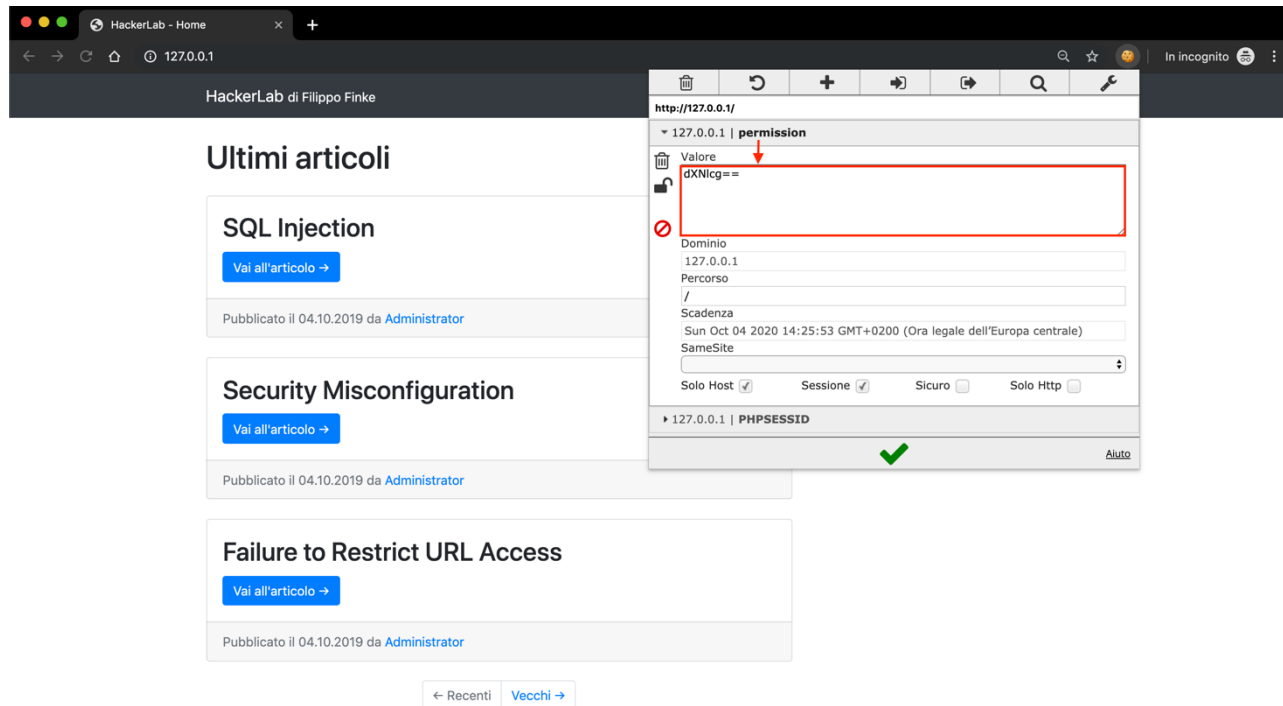 HackerLab - Home
127.0.0.1
In incognito
HackerLab di Filippo Finke
Ultimi articoli
SQL Injection
Vai all'articolo →
Pubblicato il 04.10.2019 da Administrator
Security Misconfiguration
Vai all'articolo →
Pubblicato il 04.10.2019 da Administrator
Failure to Restrict URL Access
Vai all'articolo →
Pubblicato il 04.10.2019 da Administrator
← Recenti Vecchi →
http://127.0.0.1/
127.0.0.1 | permission
Valore
dXNlcg==
Dominio
127.0.0.1
Percorso
/
Scadenza
Sun Oct 04 2020 14:25:53 GMT+0200 (Ora legale dell'Europa centrale)
SameSite
Solo Host Sessione Sicuro Solo Http
127.0.0.1 | PHPSESSID
Aiuto